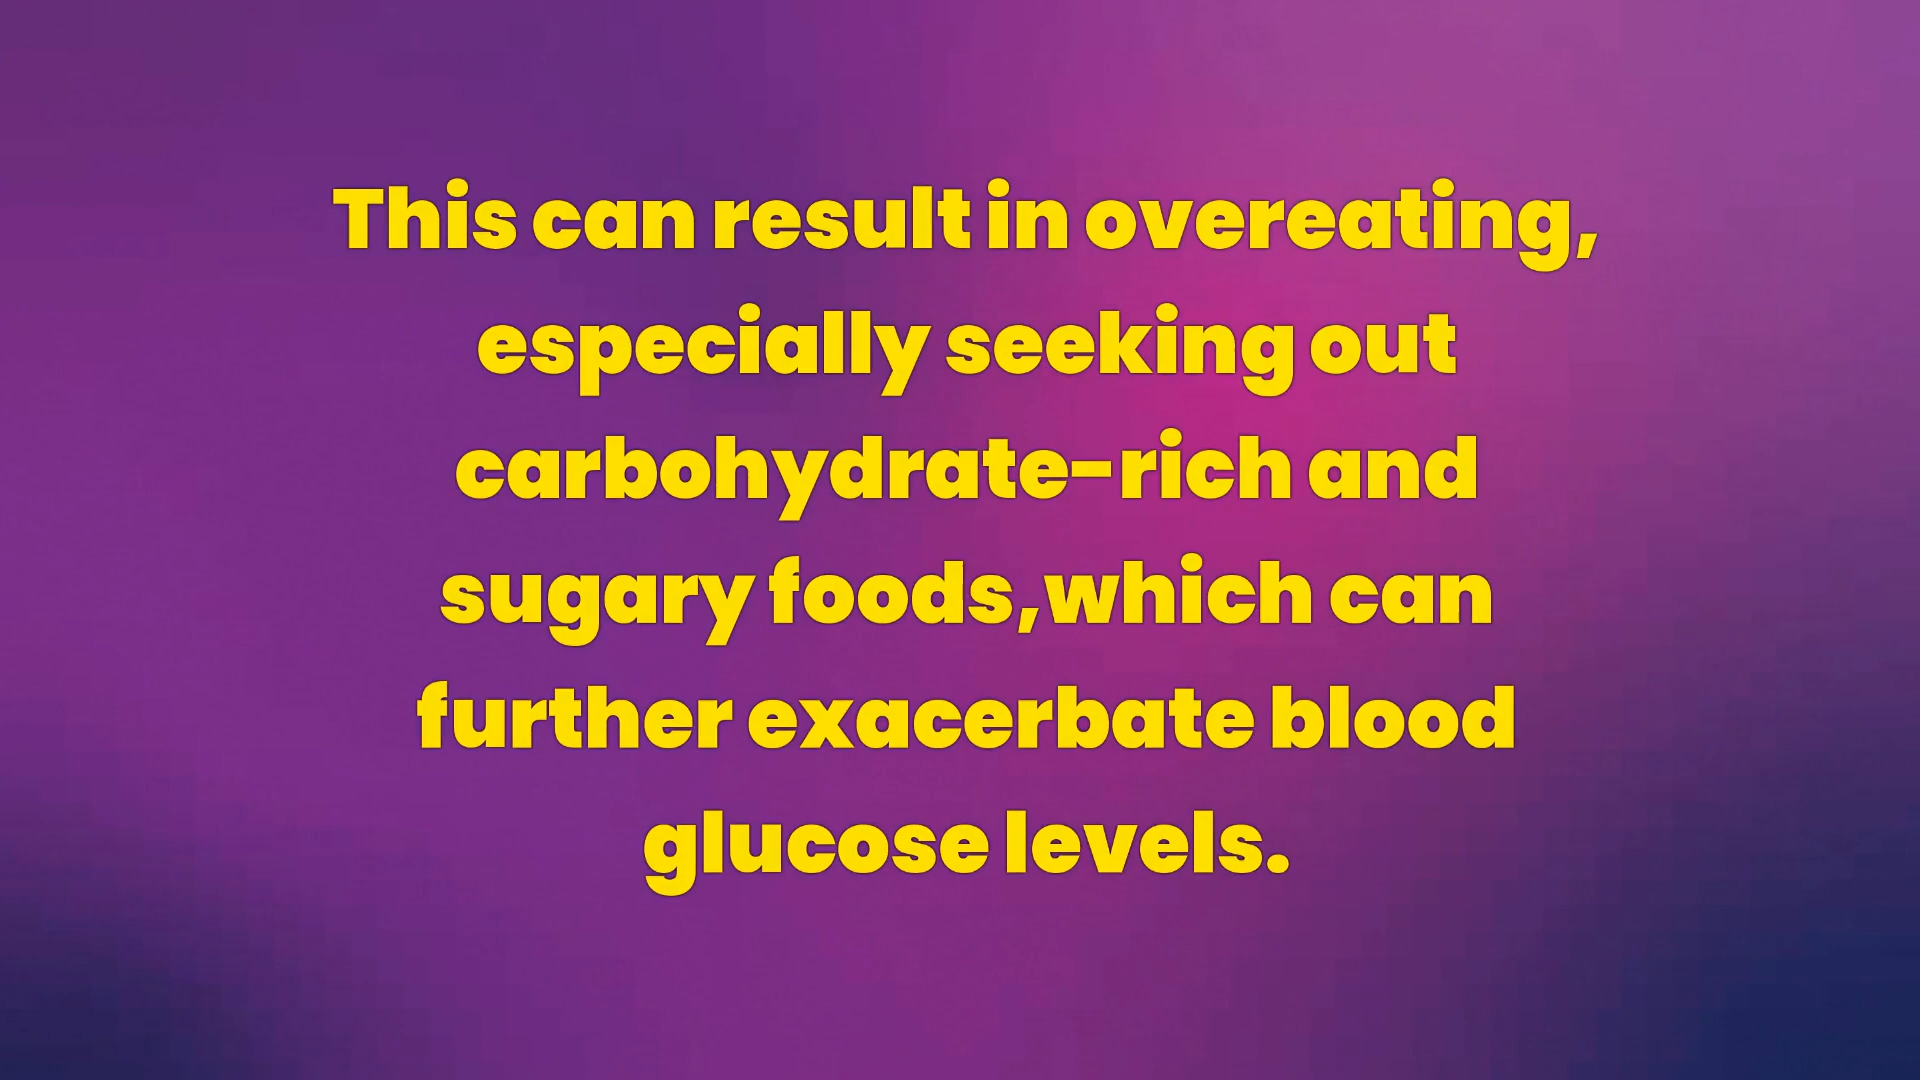 This can result in overeating,
especially seeking out
carbohydrate-rich and
sugary foods,which can
further exacerbate blood
glucose levels.